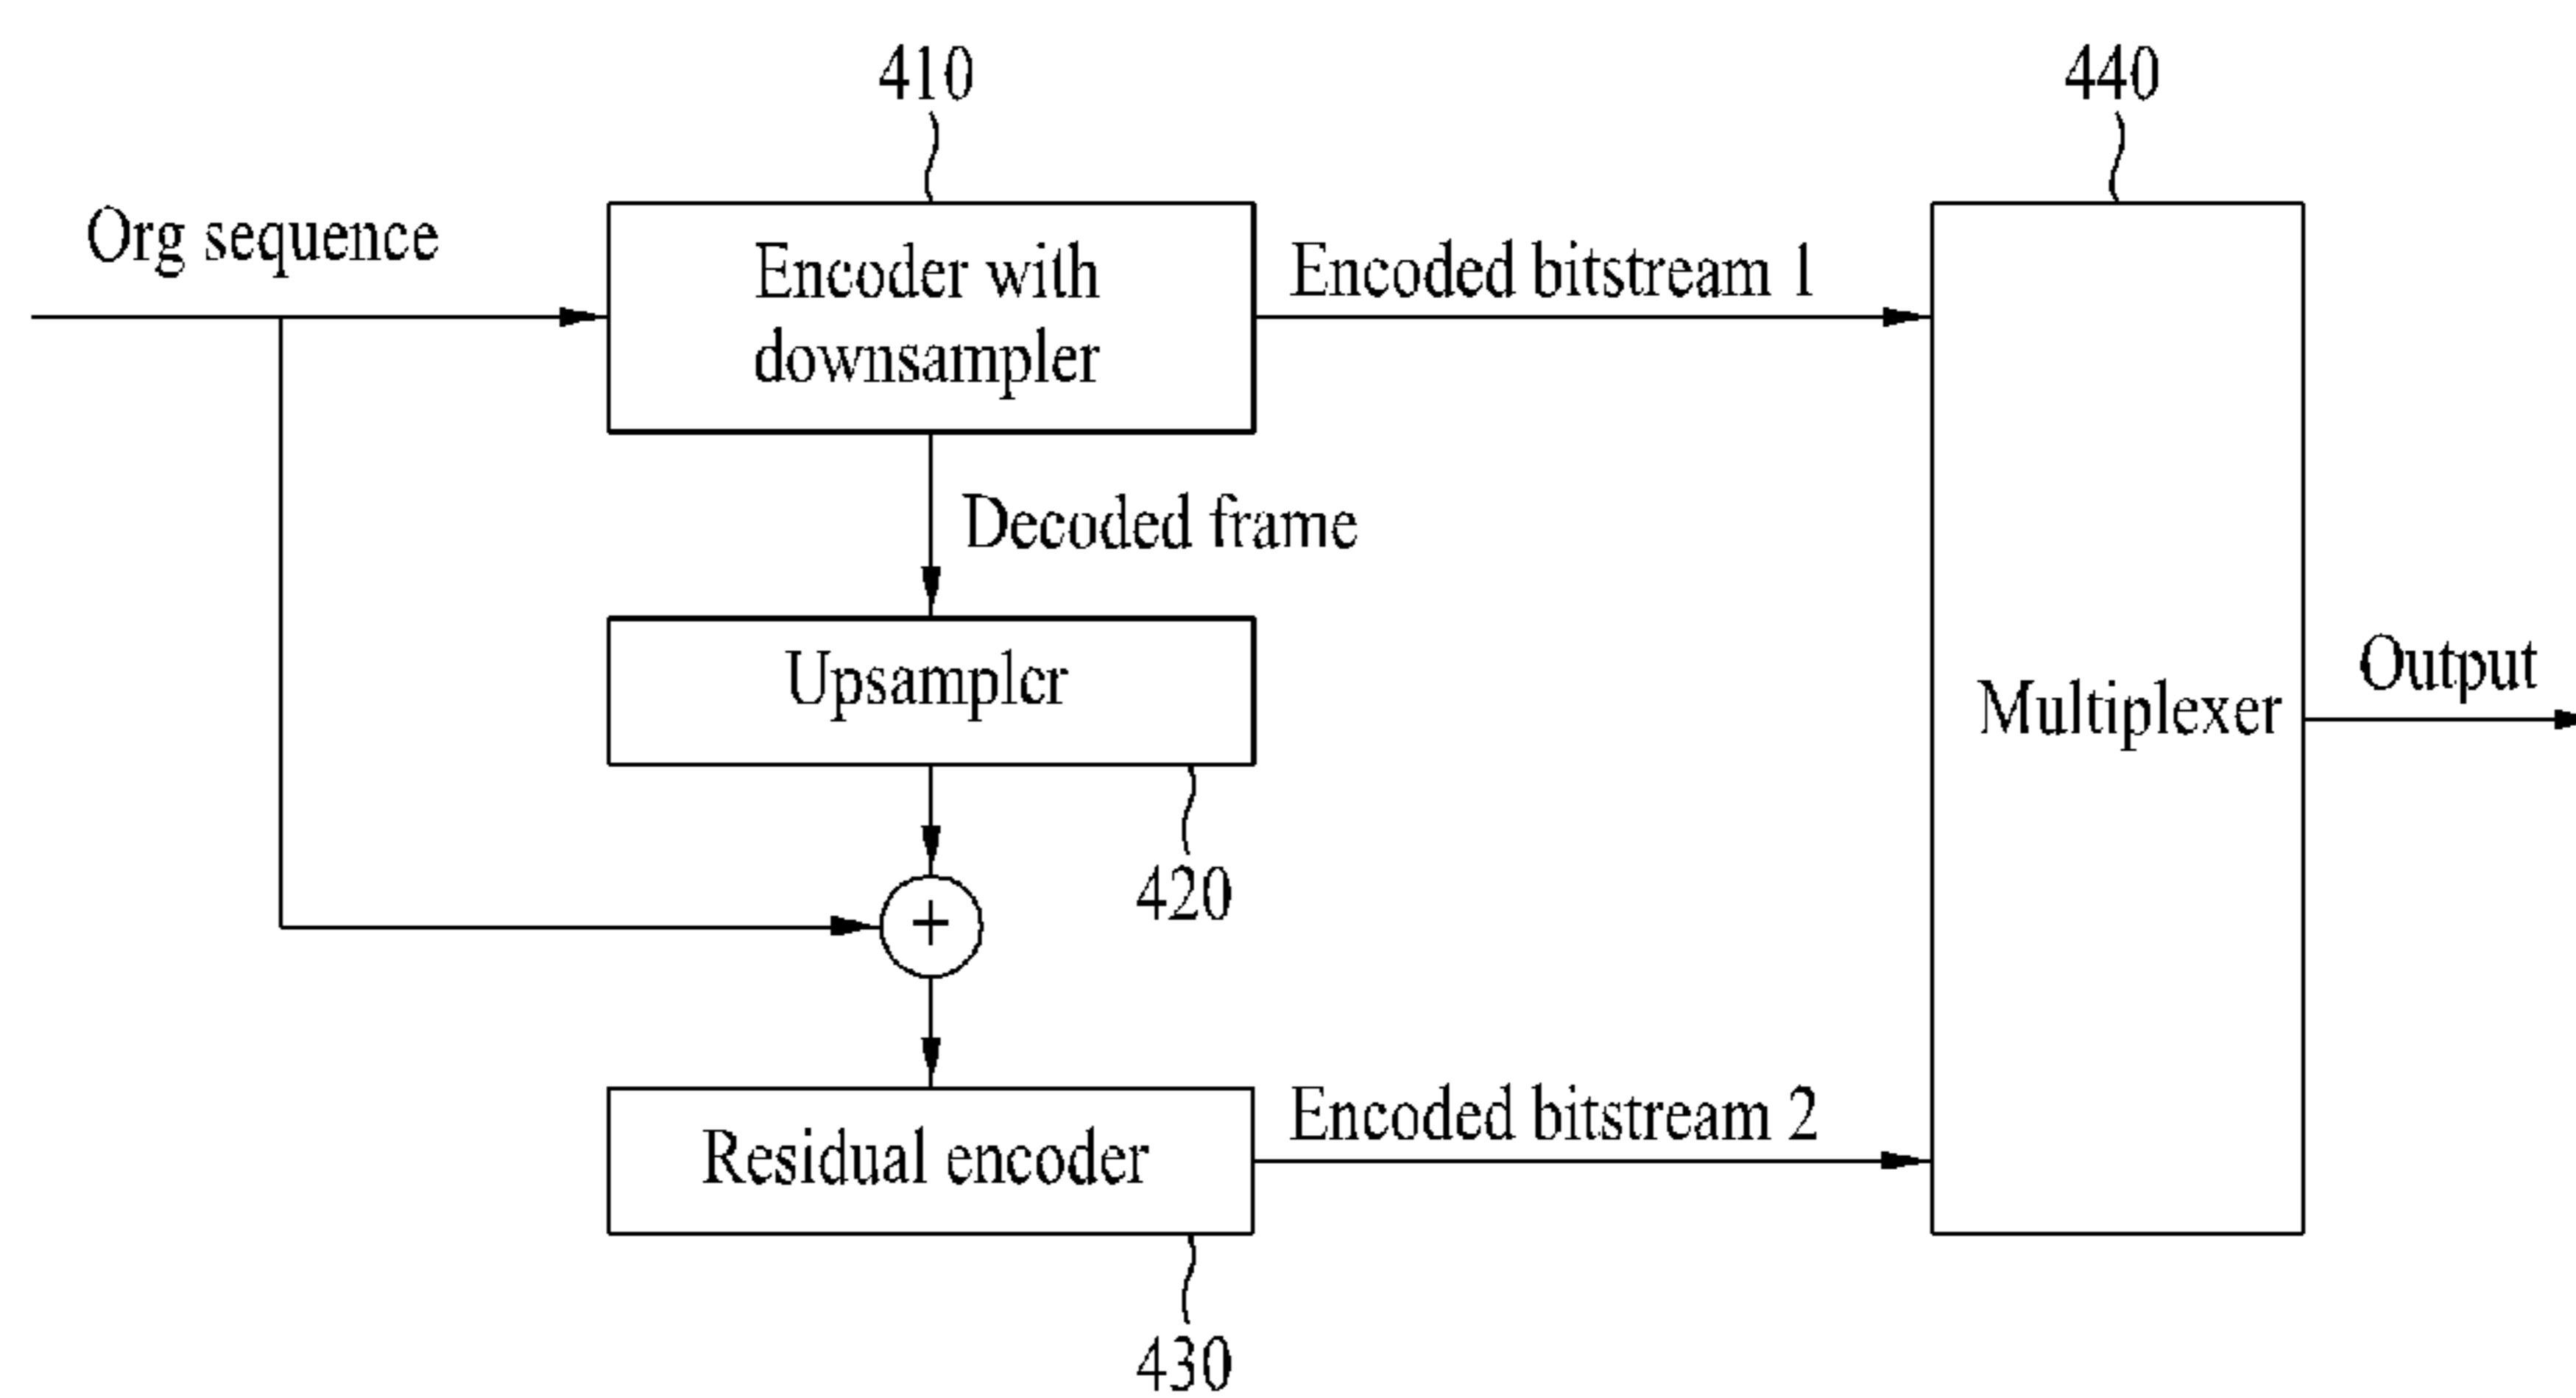 410
440
Org sequence
Encoder with
downsampler
Encoded bitstream 1
Decoded frame
Upsampler
Multiplexer
Output
420
+
Residual encoder
Encoded bitstream 2
430